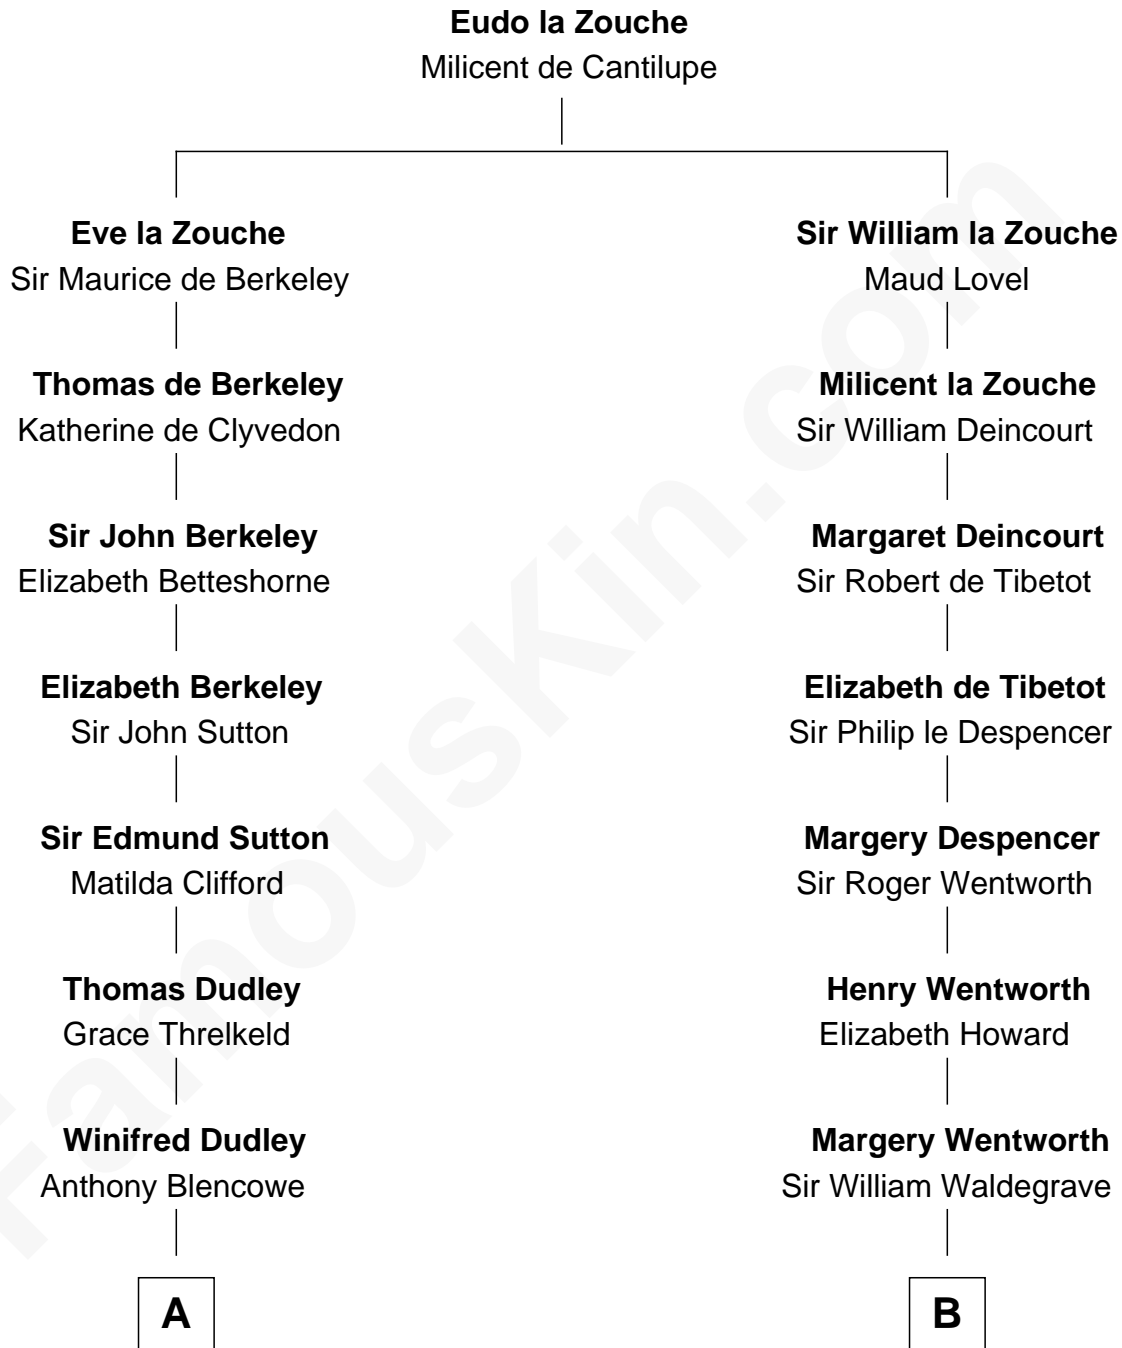 Eudo la Zouche
Milicent de Cantilupe
Eve la Zouche
Sir Maurice de Berkeley
Sir William la Zouche
Maud Lovel
Thomas de Berkeley
Katherine de Clyvedon
Milicent la Zouche
Sir William Deincourt
Sir John Berkeley
Elizabeth Betteshorne
Margaret Deincourt
Sir Robert de Tibetot
Elizabeth Berkeley
Sir John Sutton
Elizabeth de Tibetot
Sir Philip le Despencer
Sir Edmund Sutton
Matilda Clifford
Margery Despencer
Sir Roger Wentworth
Thomas Dudley
Grace Threlkeld
Henry Wentworth
Elizabeth Howard
Winifred Dudley
Anthony Blencowe
Margery Wentworth
Sir William Waldegrave
A
B
FamousKin.com